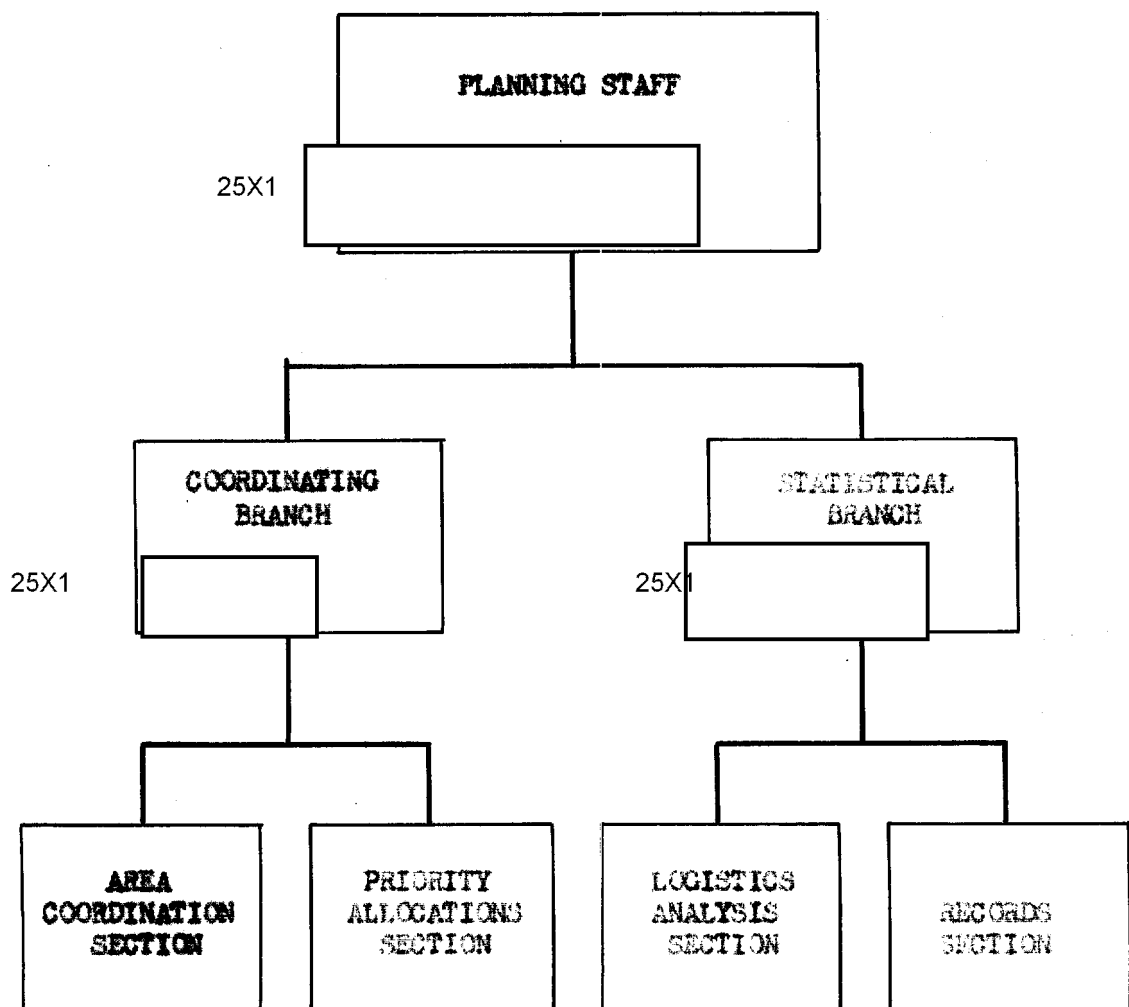 PLANNING STAFF
25X1
COORDINATING
BRANCH
25X1
STATISTICAL
BRANCH
25X1
AREA
COORDINATION
SECTION
PRIORITY
ALLOCATIONS
SECTION
LOGISTICS
ANALYSIS
SECTION
RECORDS
SECTION